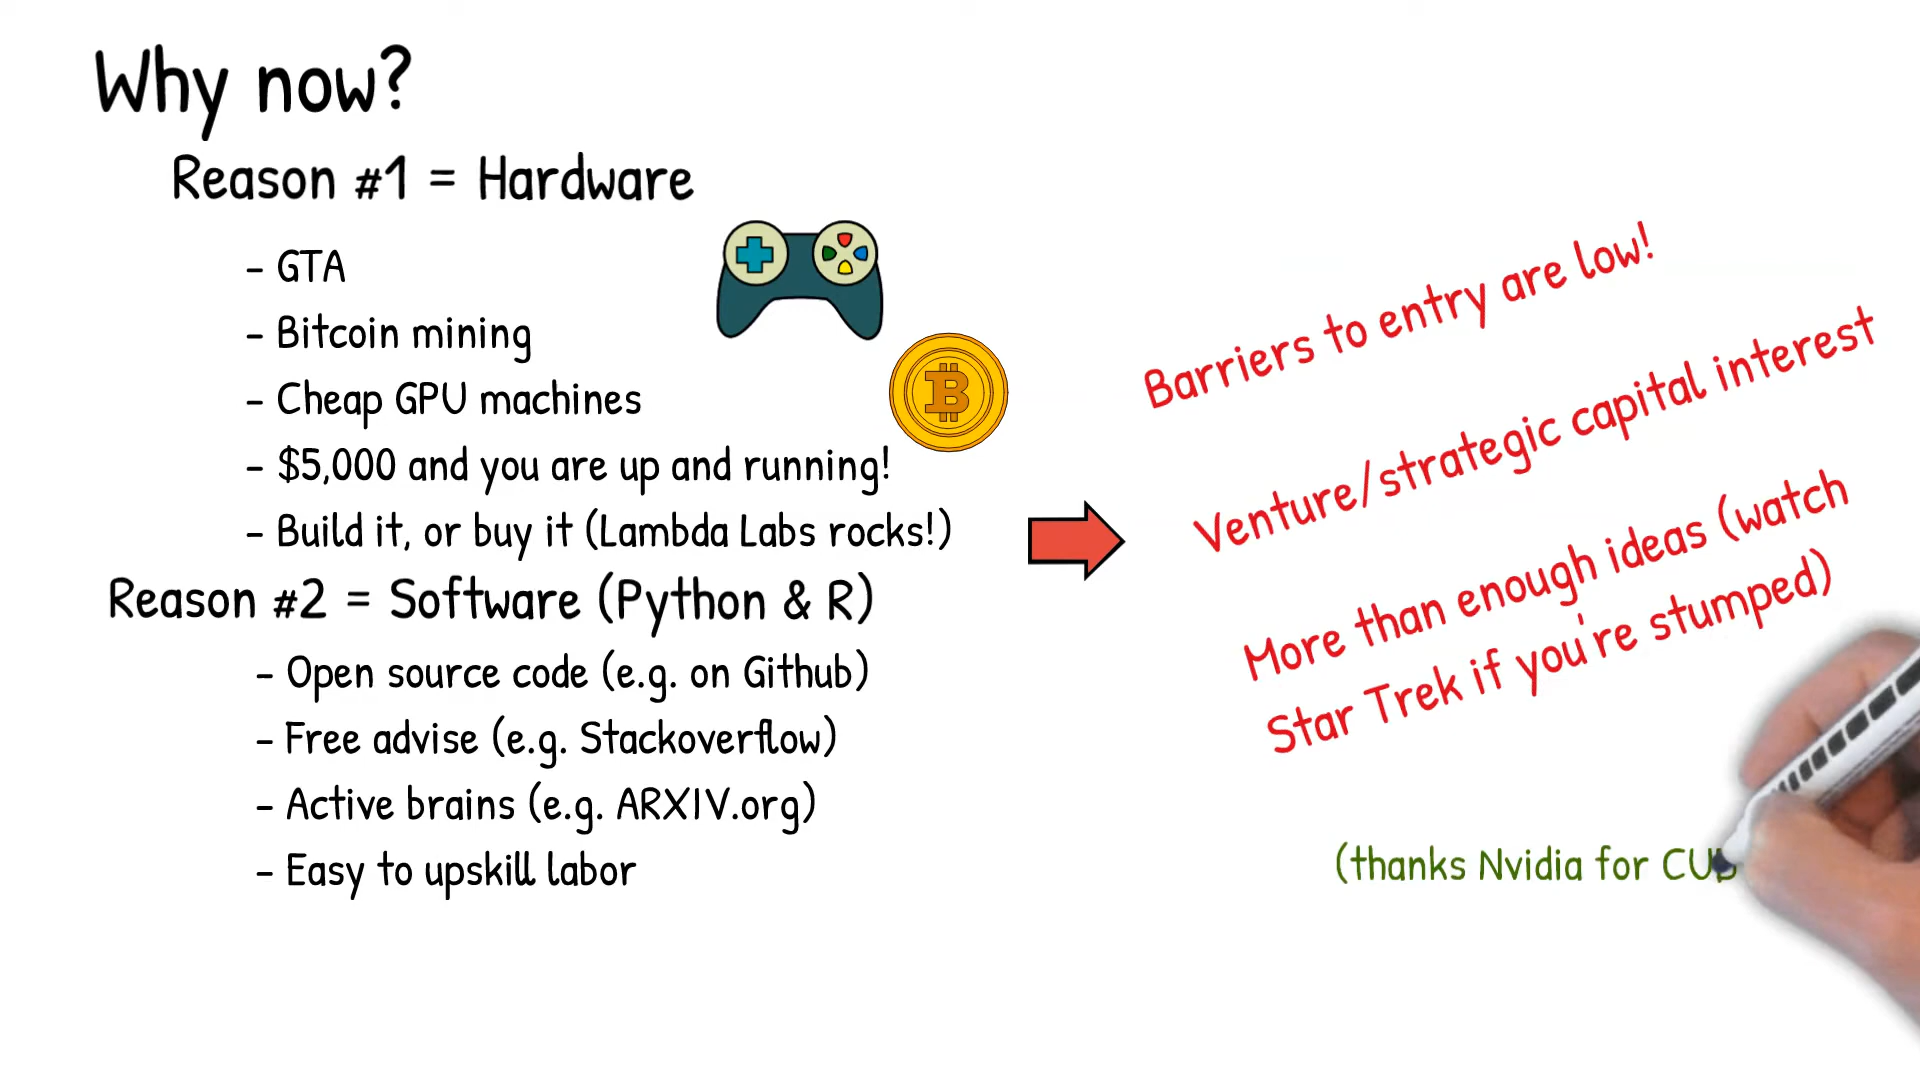 Why now?
Reason #1 = Hardware
- GTA
- Bitcoin mining
- Cheap GPU machines
- $5,000 and you are up and running!
- Build it, or buy it (Lambda Labs rocks!)
Reason #2 = Software (Python & R)
- Open source code (e.g. on Github)
- Free advise (e.g. Stackoverflow)
- Active brains (e.g. ARXIV.org)
- Easy to upskill labor
Barriers to entry are low!
Venture/strategic capital interest
More than enough ideas (watch
Star Trek if you're stumped)
(thanks Nvidia for